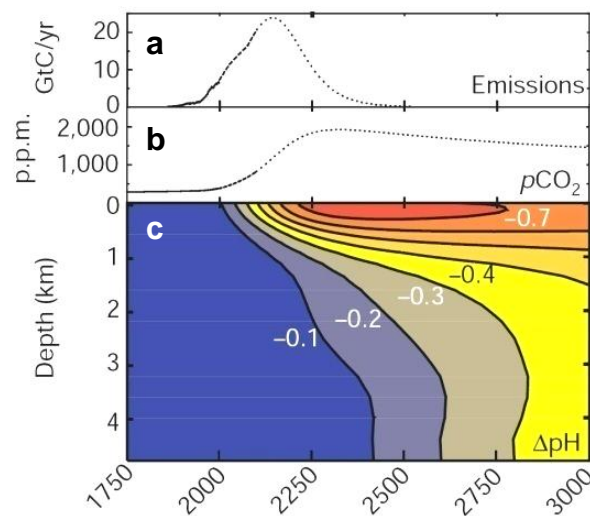 GtC/yr
20
10
0
a
Emissions
p.p.m.
2,000
1,000
b
pCO₂
Depth (km)
0
1
2
3
4
c
–0.7
–0.4
–0.3
–0.2
–0.1
ΔpH
1750
2000
2250
2500
2750
3000